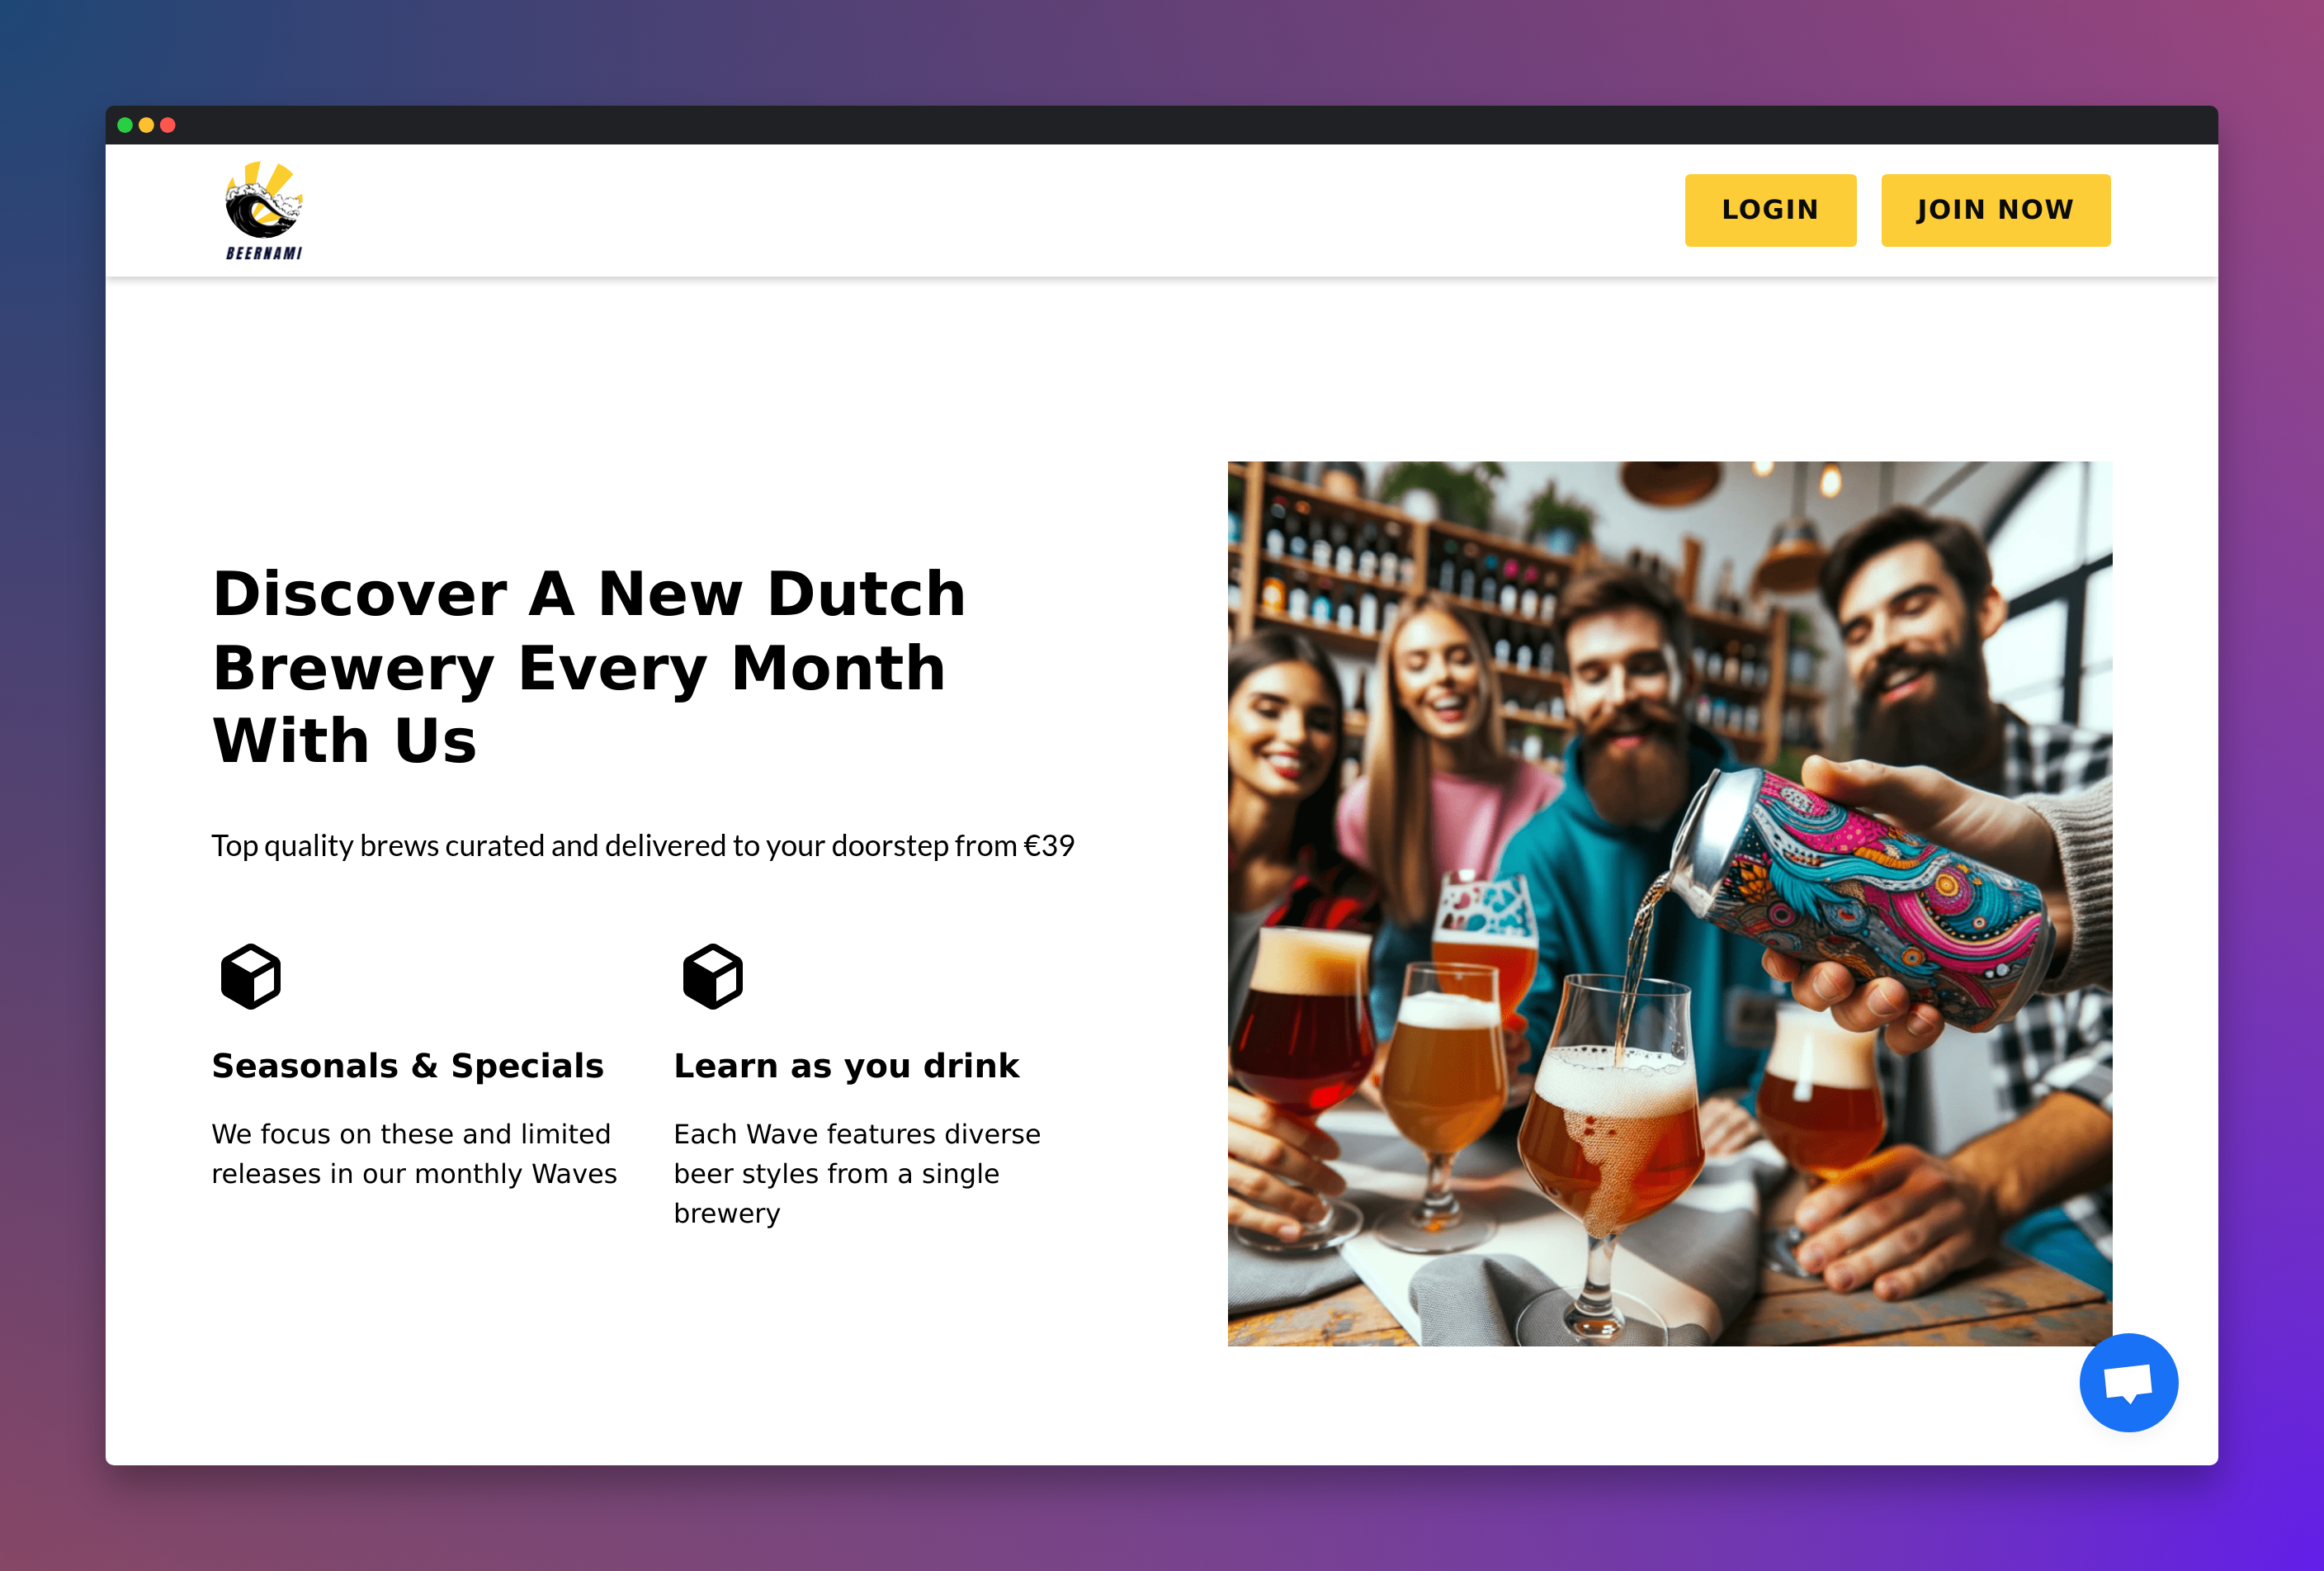 BEERNAMI
LOGIN
JOIN NOW
Discover A New Dutch
Brewery Every Month
With Us
Top quality brews curated and delivered to your doorstep from €39
Seasonals & Specials
We focus on these and limited
releases in our monthly Waves
Learn as you drink
Each Wave features diverse
beer styles from a single
brewery